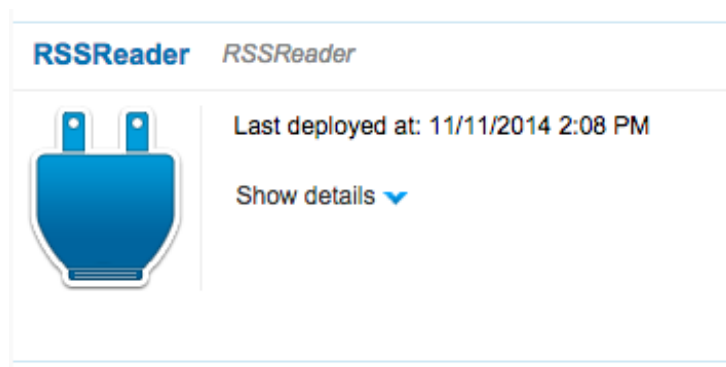 RSSReader RSSReader
Last deployed at: 11/11/2014 2:08 PM
Show details